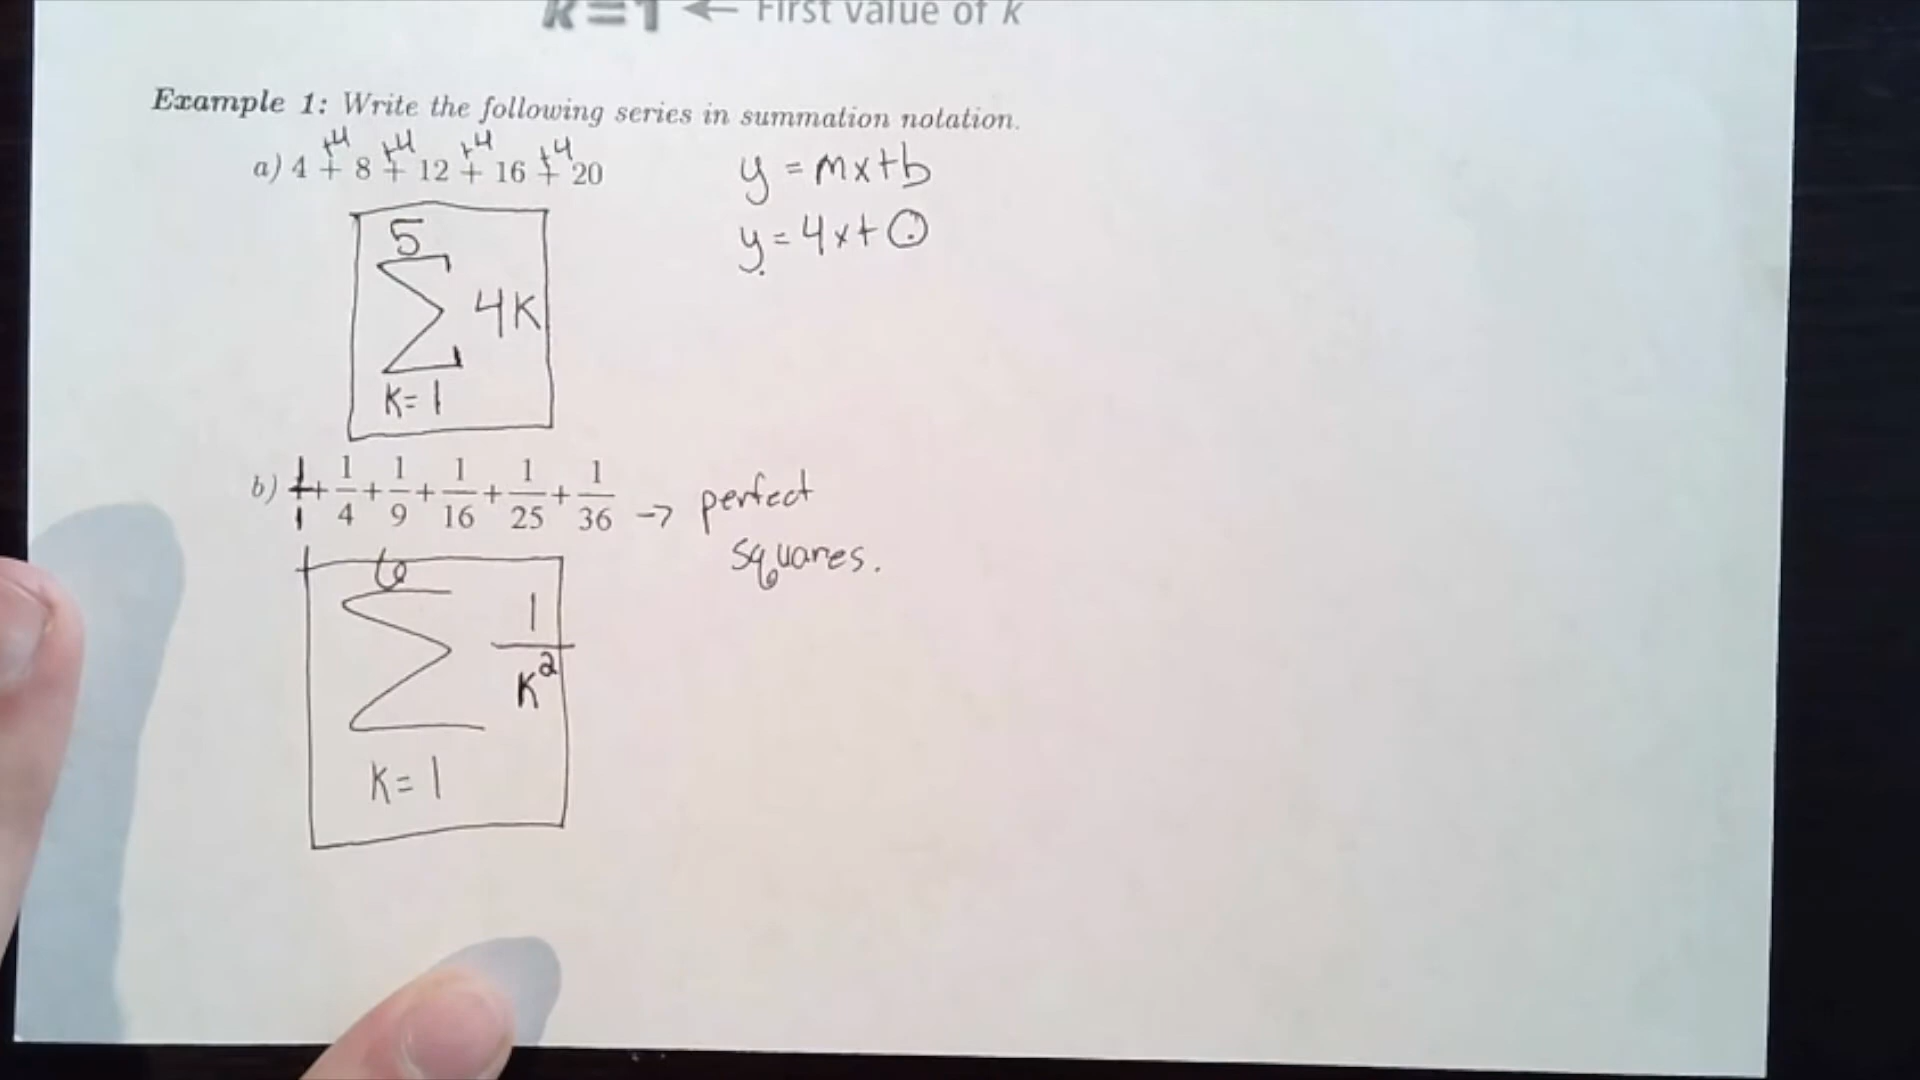 k=1 ← First value of k
Example 1: Write the following series in summation notation.
+4 +4 +4 +4
a) 4 + 8 + 12 + 16 + 20
y = mx+b
y = 4x+0
5
∑ 4K
K=1
b) 1/1 + 1/4 + 1/9 + 1/16 + 1/25 + 1/36 → perfect
squares.
6
∑ 1/K²
K=1